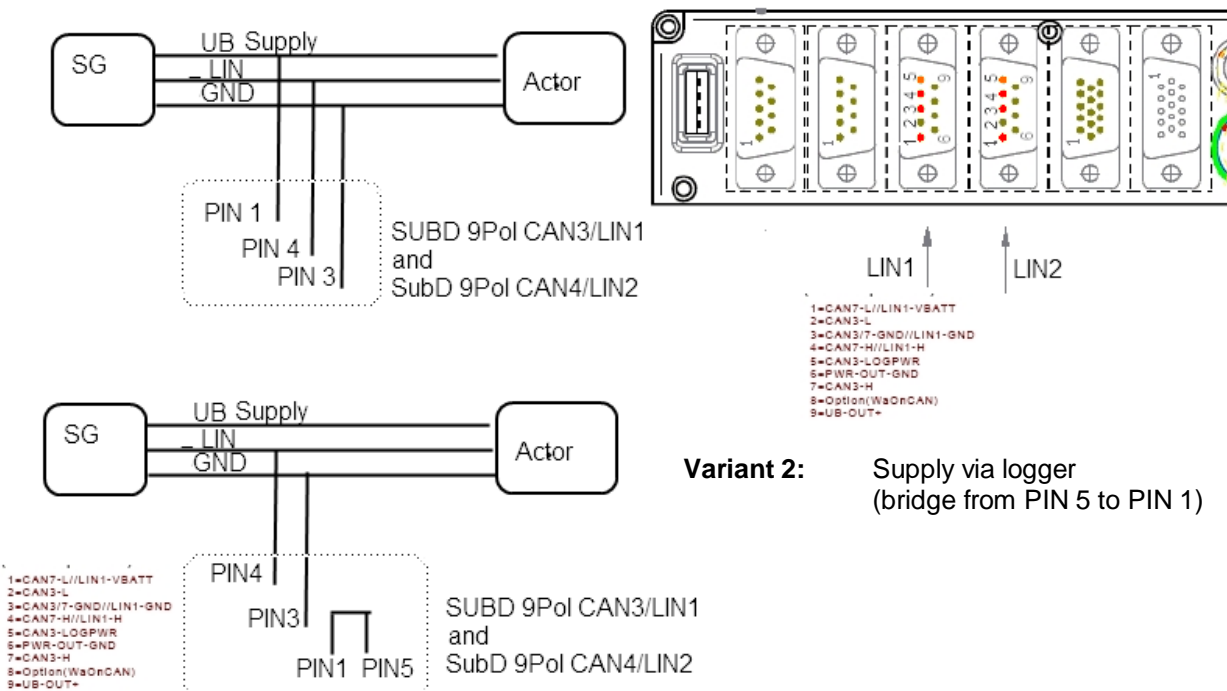 UB Supply
SG
_ LIN
GND
Actor
PIN 1
PIN 4
PIN 3
SUBD 9Pol CAN3/LIN1
and
SubD 9Pol CAN4/LIN2
1
1
1 2 3 4 5
6
9
1 2 3 4 5
6
9
1
1
LIN1
LIN2
1=CAN7-L//LIN1-VBATT
2=CAN3-L
3=CAN3/7-GND//LIN1-GND
4=CAN7-H//LIN1-H
5=CAN3-LOGPWR
6=PWR-OUT-GND
7=CAN3-H
8=Option(WaOnCAN)
9=UB-OUT+
UB Supply
SG
_ LIN
GND
Actor
Variant 2: Supply via logger
(bridge from PIN 5 to PIN 1)
PIN4
PIN3
PIN1 PIN5
SUBD 9Pol CAN3/LIN1
and
SubD 9Pol CAN4/LIN2
1=CAN7-L//LIN1-VBATT
2=CAN3-L
3=CAN3/7-GND//LIN1-GND
4=CAN7-H//LIN1-H
5=CAN3-LOGPWR
6=PWR-OUT-GND
7=CAN3-H
8=Option(WaOnCAN)
9=UB-OUT+